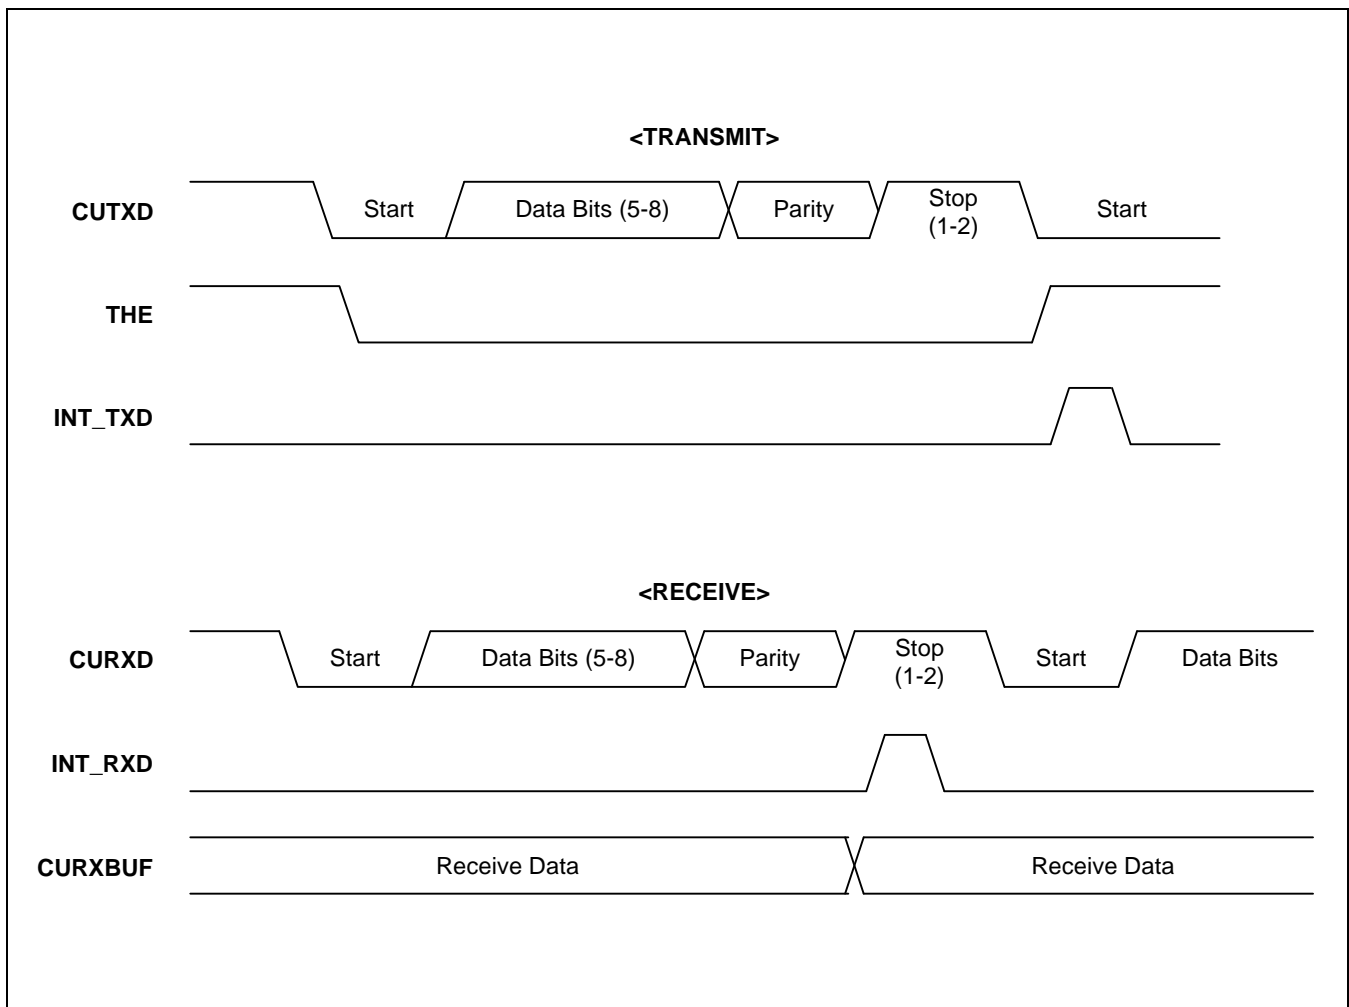 <TRANSMIT>
CUTXD
Start
Data Bits (5-8)
Parity
Stop
(1-2)
Start
THE
INT_TXD
<RECEIVE>
CURXD
Start
Data Bits (5-8)
Parity
Stop
(1-2)
Start
Data Bits
INT_RXD
CURXBUF
Receive Data
Receive Data